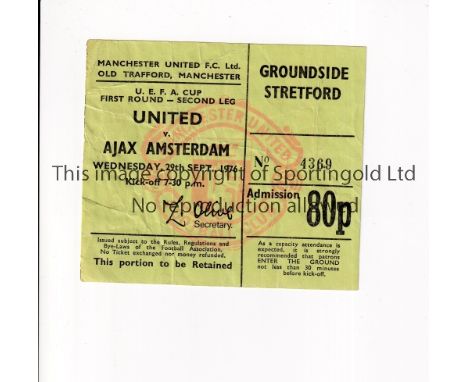 MANCHESTER UNITED F.C. Ltd.
OLD TRAFFORD, MANCHESTER
U. E. F. A. CUP
FIRST ROUND — SECOND LEG
UNITED
v.
AJAX AMSTERDAM
WEDNESDAY, 29th SEPT. 1976
Kick-off 7-30 p.m.
Secretary.
Issued subject to the Rules, Regulations and
Bye-Laws of the Football Association.
No Ticket exchanged nor money refunded.
This portion to be Retained
GROUNDSIDE
STRETFORD
No 4369
Admission
80p
As a capacity attendance is
expected, it is strongly
recommended that patrons
ENTER THE GROUND
not less than 30 minutes
before kick-off.
This image is copyright of Sportingold Ltd
No reproduction allowed
MANCHESTER UNITED